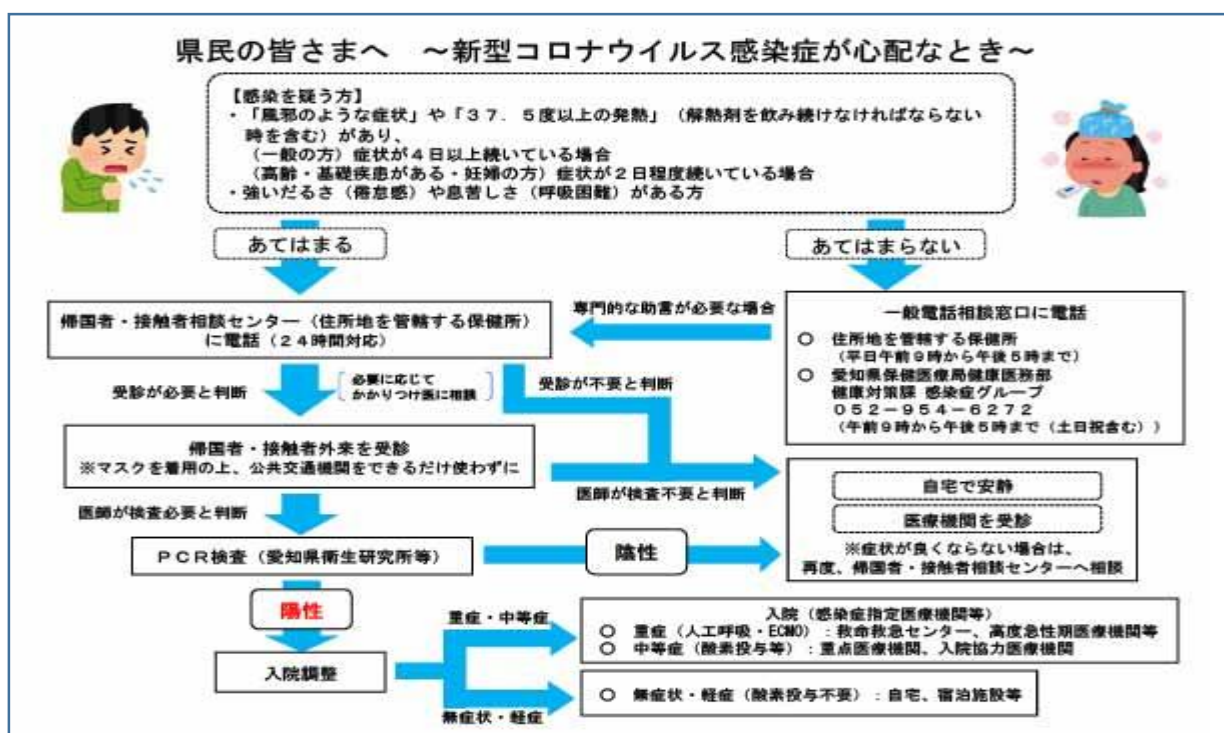 県民の皆さまへ　～新型コロナウイルス感染症が心配なとき～
【感染を疑う方】
・「風邪のような症状」や「３７．５度以上の発熱」（解熱剤を飲み続けなければならない
時を含む）があり、
（一般の方）症状が４日以上続いている場合
（高齢・基礎疾患がある・妊婦の方）症状が２日程度続いている場合
・強いだるさ（倦怠感）や息苦しさ（呼吸困難）がある方
あてはまる
あてはまらない
帰国者・接触者相談センター（住所地を管轄する保健所）
に電話（２４時間対応）
専門的な助言が必要な場合
一般電話相談窓口に電話
○　住所地を管轄する保健所
（平日午前９時から午後５時まで）
○　愛知県保健医療局健康医務部
健康対策課 感染症グループ
０５２－９５４－６２７２
（午前９時から午後５時まで（土日祝含む））
受診が必要と判断
必要に応じて
かかりつけ医に相談
受診が不要と判断
帰国者・接触者外来を受診
※マスクを着用の上、公共交通機関をできるだけ使わずに
医師が検査不要と判断
自宅で安静
医療機関を受診
※症状が良くならない場合は、
再度、帰国者・接触者相談センターへ相談
医師が検査必要と判断
ＰＣＲ検査（愛知県衛生研究所等）
陰性
陽性
入院調整
重症・中等症
入院（感染症指定医療機関等）
○　重症（人工呼吸・ECMO）：救命救急センター、高度急性期医療機関等
○　中等症（酸素投与等）：重点医療機関、入院協力医療機関
無症状・軽症
○　無症状・軽症（酸素投与不要）：自宅、宿泊施設等